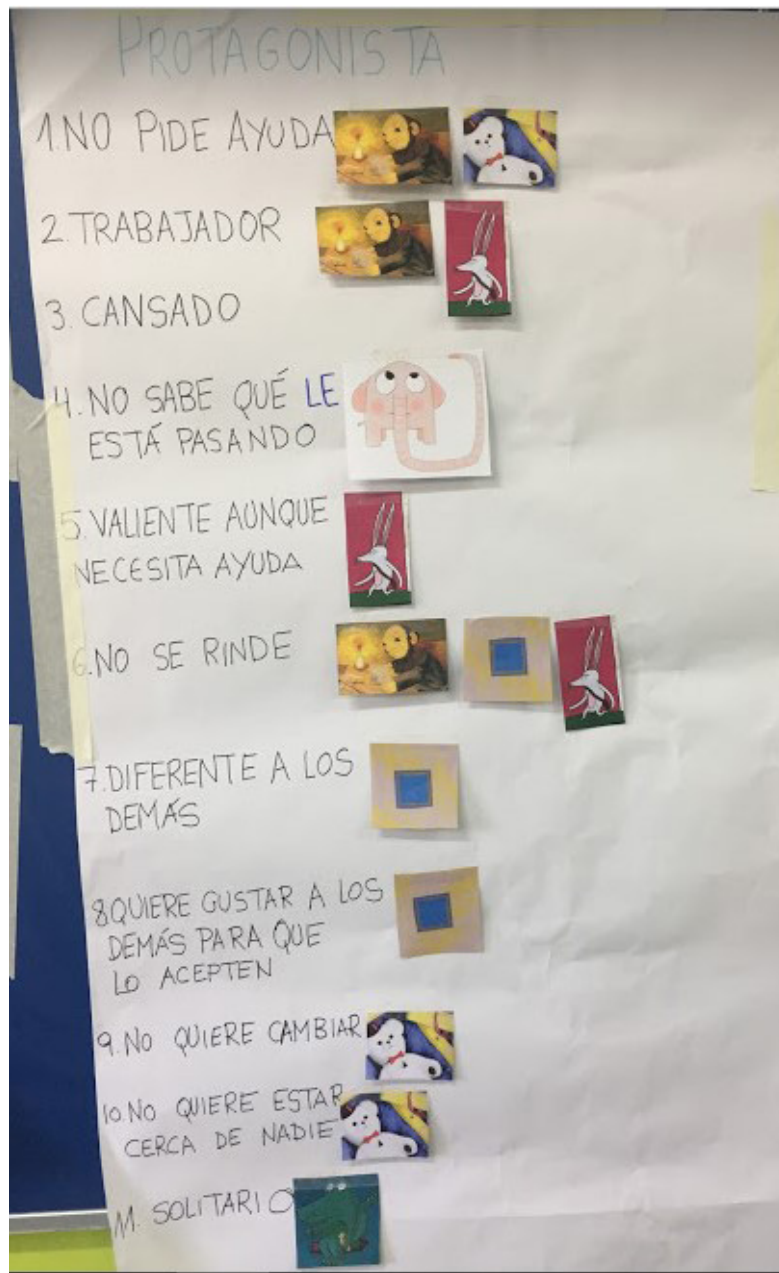 PROTAGONISTA
1.NO PIDE AYUDA
2.TRABAJADOR
3.CANSADO
4.NO SABE QUÉ LE
ESTÁ PASANDO
5.VALIENTE AUNQUE
NECESITA AYUDA
6.NO SE RINDE
7.DIFERENTE A LOS
DEMÁS
8QUIERE GUSTAR A LOS
DEMÁS PARA QUE
LO ACEPTEN
9.NO QUIERE CAMBIAR
10.NO QUIERE ESTAR
CERCA DE NADIE
11. SOLITARIO